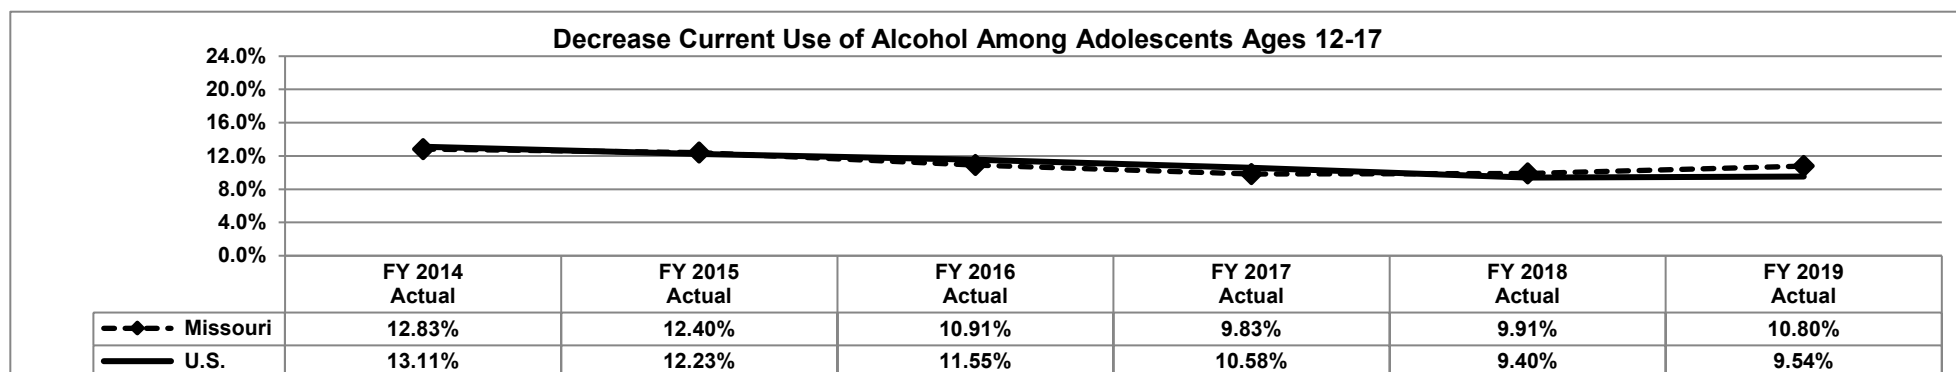 Decrease Current Use of Alcohol Among Adolescents Ages 12-17
24.0%
20.0%
16.0%
12.0%
8.0%
4.0%
0.0%
FY 2014 FY 2015 FY 2016 FY 2017 FY 2018 FY 2019
Actual Actual Actual Actual Actual Actual
Missouri 12.83% 12.40% 10.91% 9.83% 9.91% 10.80%
U.S. 13.11% 12.23% 11.55% 10.58% 9.40% 9.54%